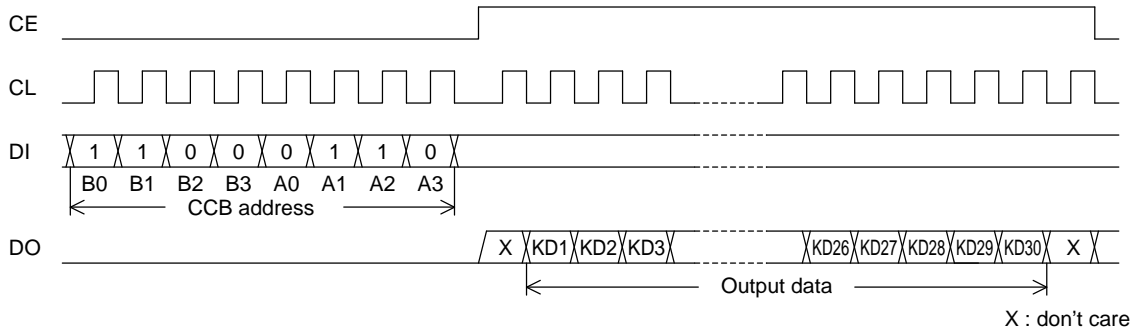 CE
CL
DI 1 1 0 0 0 1 1 0
B0 B1 B2 B3 A0 A1 A2 A3
CCB address
DO X KD1 KD2 KD3 KD26 KD27 KD28 KD29 KD30 X
Output data
X : don't care